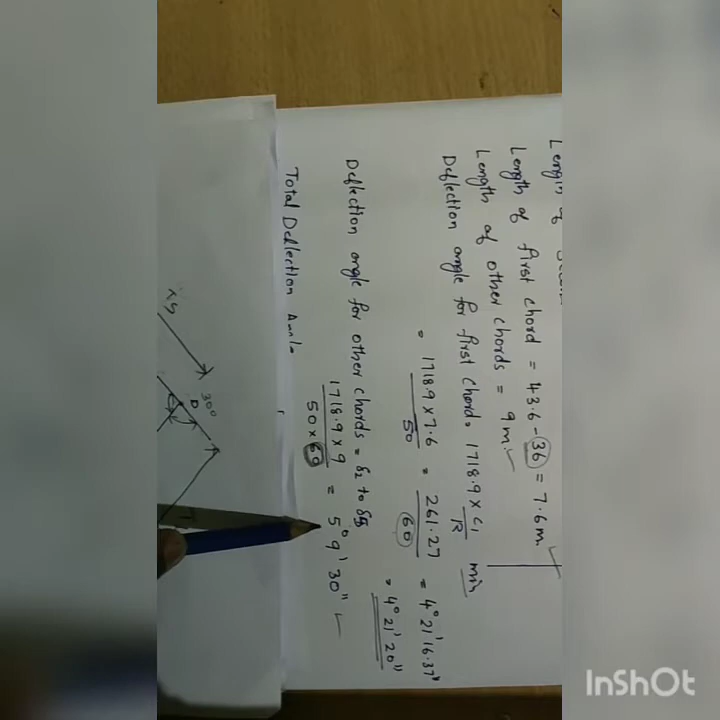 Length of
Length of first chord = 43.6 - 36 = 7.6 m
Length of other chords = 9 m
Deflection angle for first chord = 1718.9 × C₁ / R min
= 1718.9 × 7.6 / 50 = 261.27 / 60 = 4° 21' 16.37"
= 4° 21' 20"
Deflection angle for other chords = δ₂ to δ₅
1718.9 × 9 / 50 × 60 = 5° 9' 30"
Total Deflection Angle
30°
D
InShOt